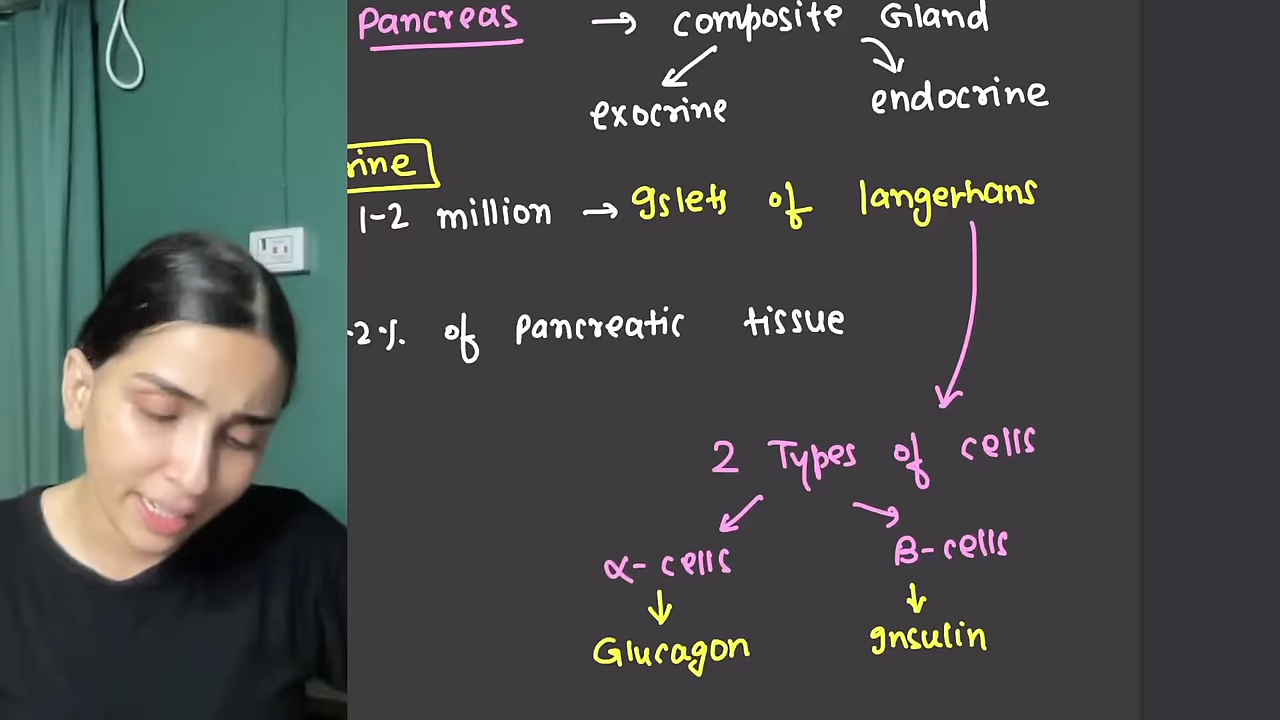 Pancreas → composite Gland
exocrine endocrine
rine
1-2 million → Islets of langerhans
2% of Pancreatic tissue
2 Types of cells
α-cells β-cells
Glucagon Insulin